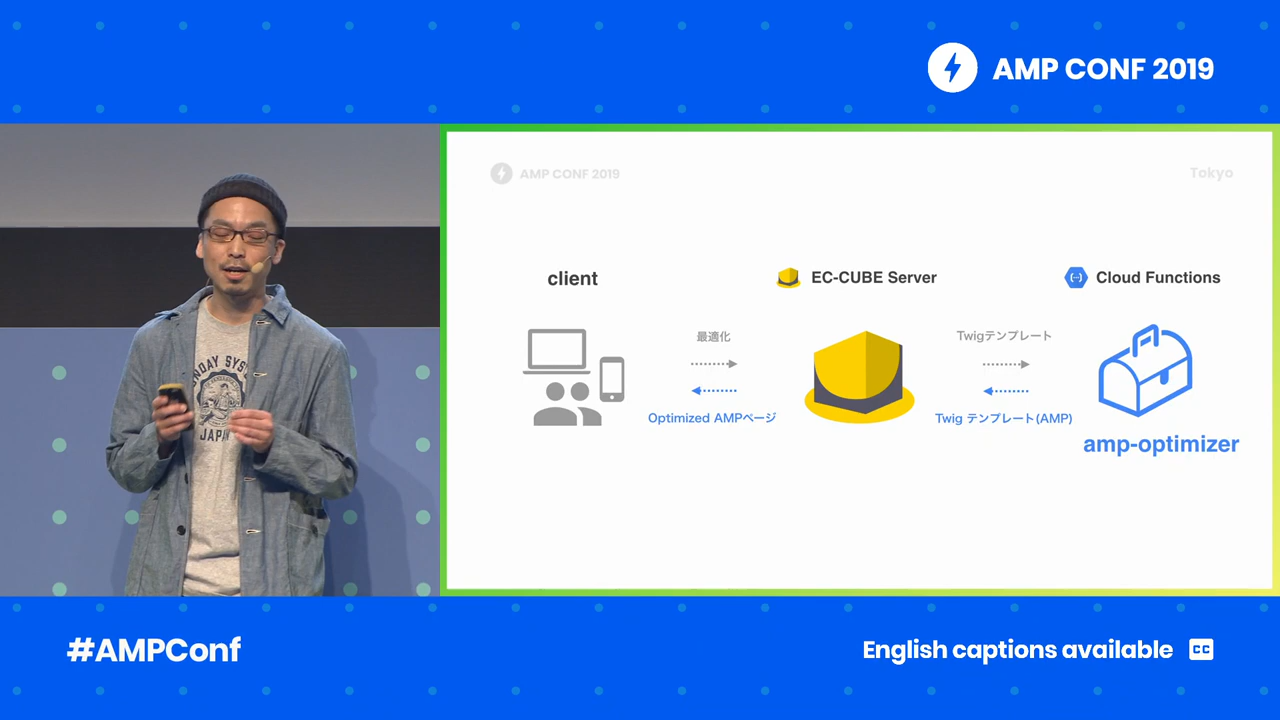 AMP CONF 2019
AMP CONF 2019
Tokyo
client
EC-CUBE Server
Cloud Functions
最適化
Twigテンプレート
Optimized AMPページ
Twig テンプレート(AMP)
amp-optimizer
JAPAN
#AMPConf
English captions available
CC